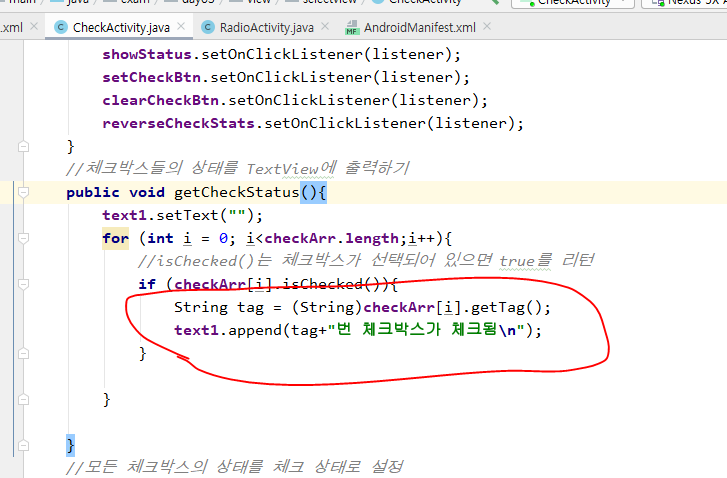 main java exam day05 view selectview CheckActivity CheckActivity Nexus 5X A
.xml CheckActivity.java RadioActivity.java AndroidManifest.xml
showStatus.setOnClickListener(listener);
setCheckBtn.setOnClickListener(listener);
clearCheckBtn.setOnClickListener(listener);
reverseCheckStats.setOnClickListener(listener);
}
//체크박스들의 상태를 TextView에 출력하기
public void getCheckStatus(){
text1.setText("");
for (int i = 0; i<checkArr.length;i++){
//isChecked()는 체크박스가 선택되어 있으면 true를 리턴
if (checkArr[i].isChecked()){
String tag = (String)checkArr[i].getTag();
text1.append(tag+"번 체크박스가 체크됨\n");
}
}
}
//모든 체크박스의 상태를 체크 상태로 설정